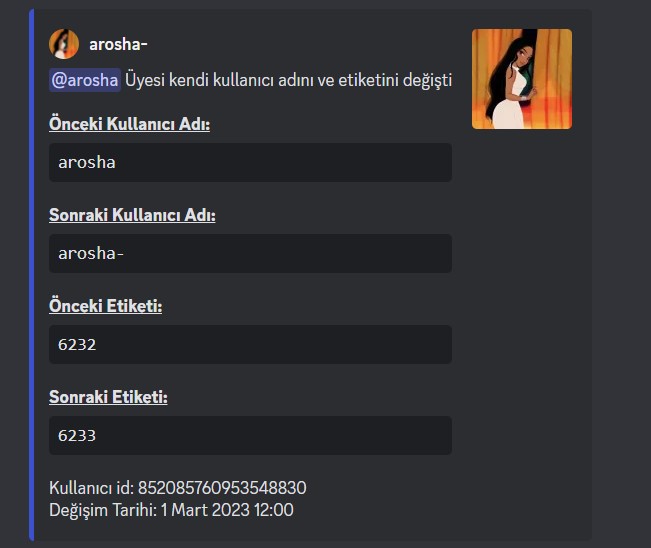 arosha-
@arosha Üyesi kendi kullanıcı adını ve etiketini değişti
Önceki Kullanıcı Adı:
arosha
Sonraki Kullanıcı Adı:
arosha-
Önceki Etiketi:
6232
Sonraki Etiketi:
6233
Kullanıcı id: 852085760953548830
Değişim Tarihi: 1 Mart 2023 12:00